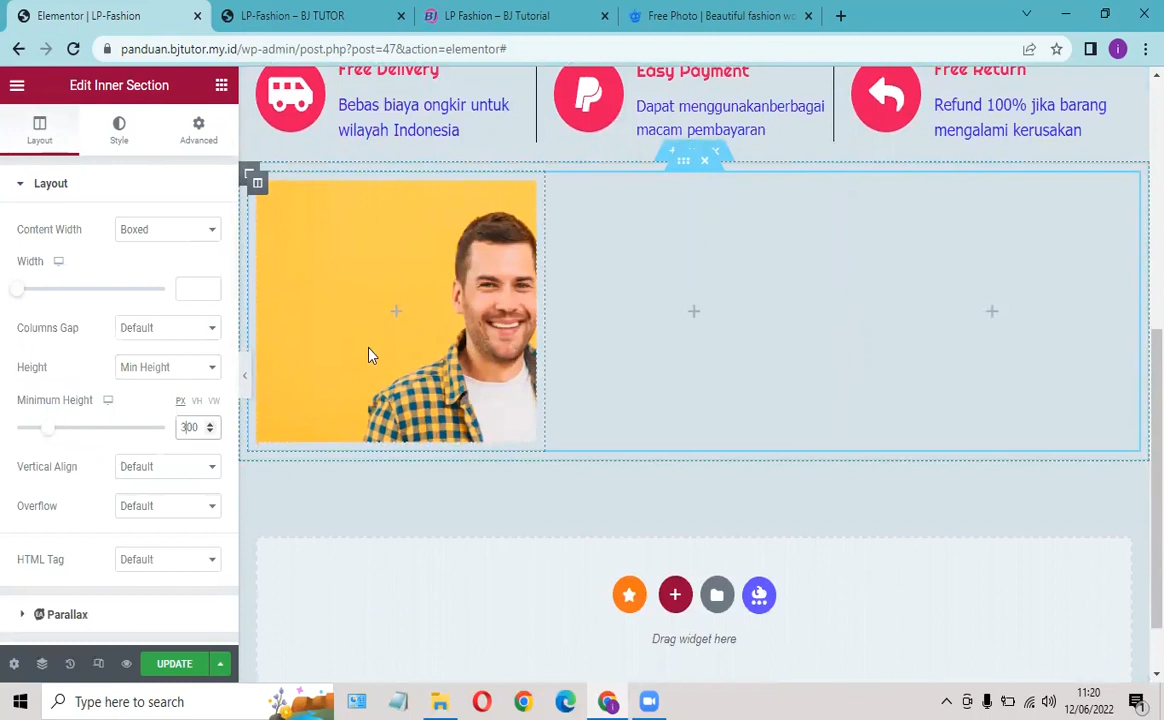 Elementor | LP-Fashion
LP-Fashion – BJ TUTOR
LP Fashion – BJ Tutorial
Free Photo | Beautiful fashion wo
panduan.bjtutor.my.id/wp-admin/post.php?post=47&action=elementor#
Edit Inner Section
Layout
Style
Advanced
Layout
Content Width
Boxed
Width
Columns Gap
Default
Height
Min Height
Minimum Height
PX VH VW
300
Vertical Align
Default
Overflow
Default
HTML Tag
Default
Parallax
UPDATE
Free Delivery
Bebas biaya ongkir untuk
wilayah Indonesia
Easy Payment
Dapat menggunakanberbagai
macam pembayaran
Free Return
Refund 100% jika barang
mengalami kerusakan
Drag widget here
Type here to search
11:20
12/06/2022